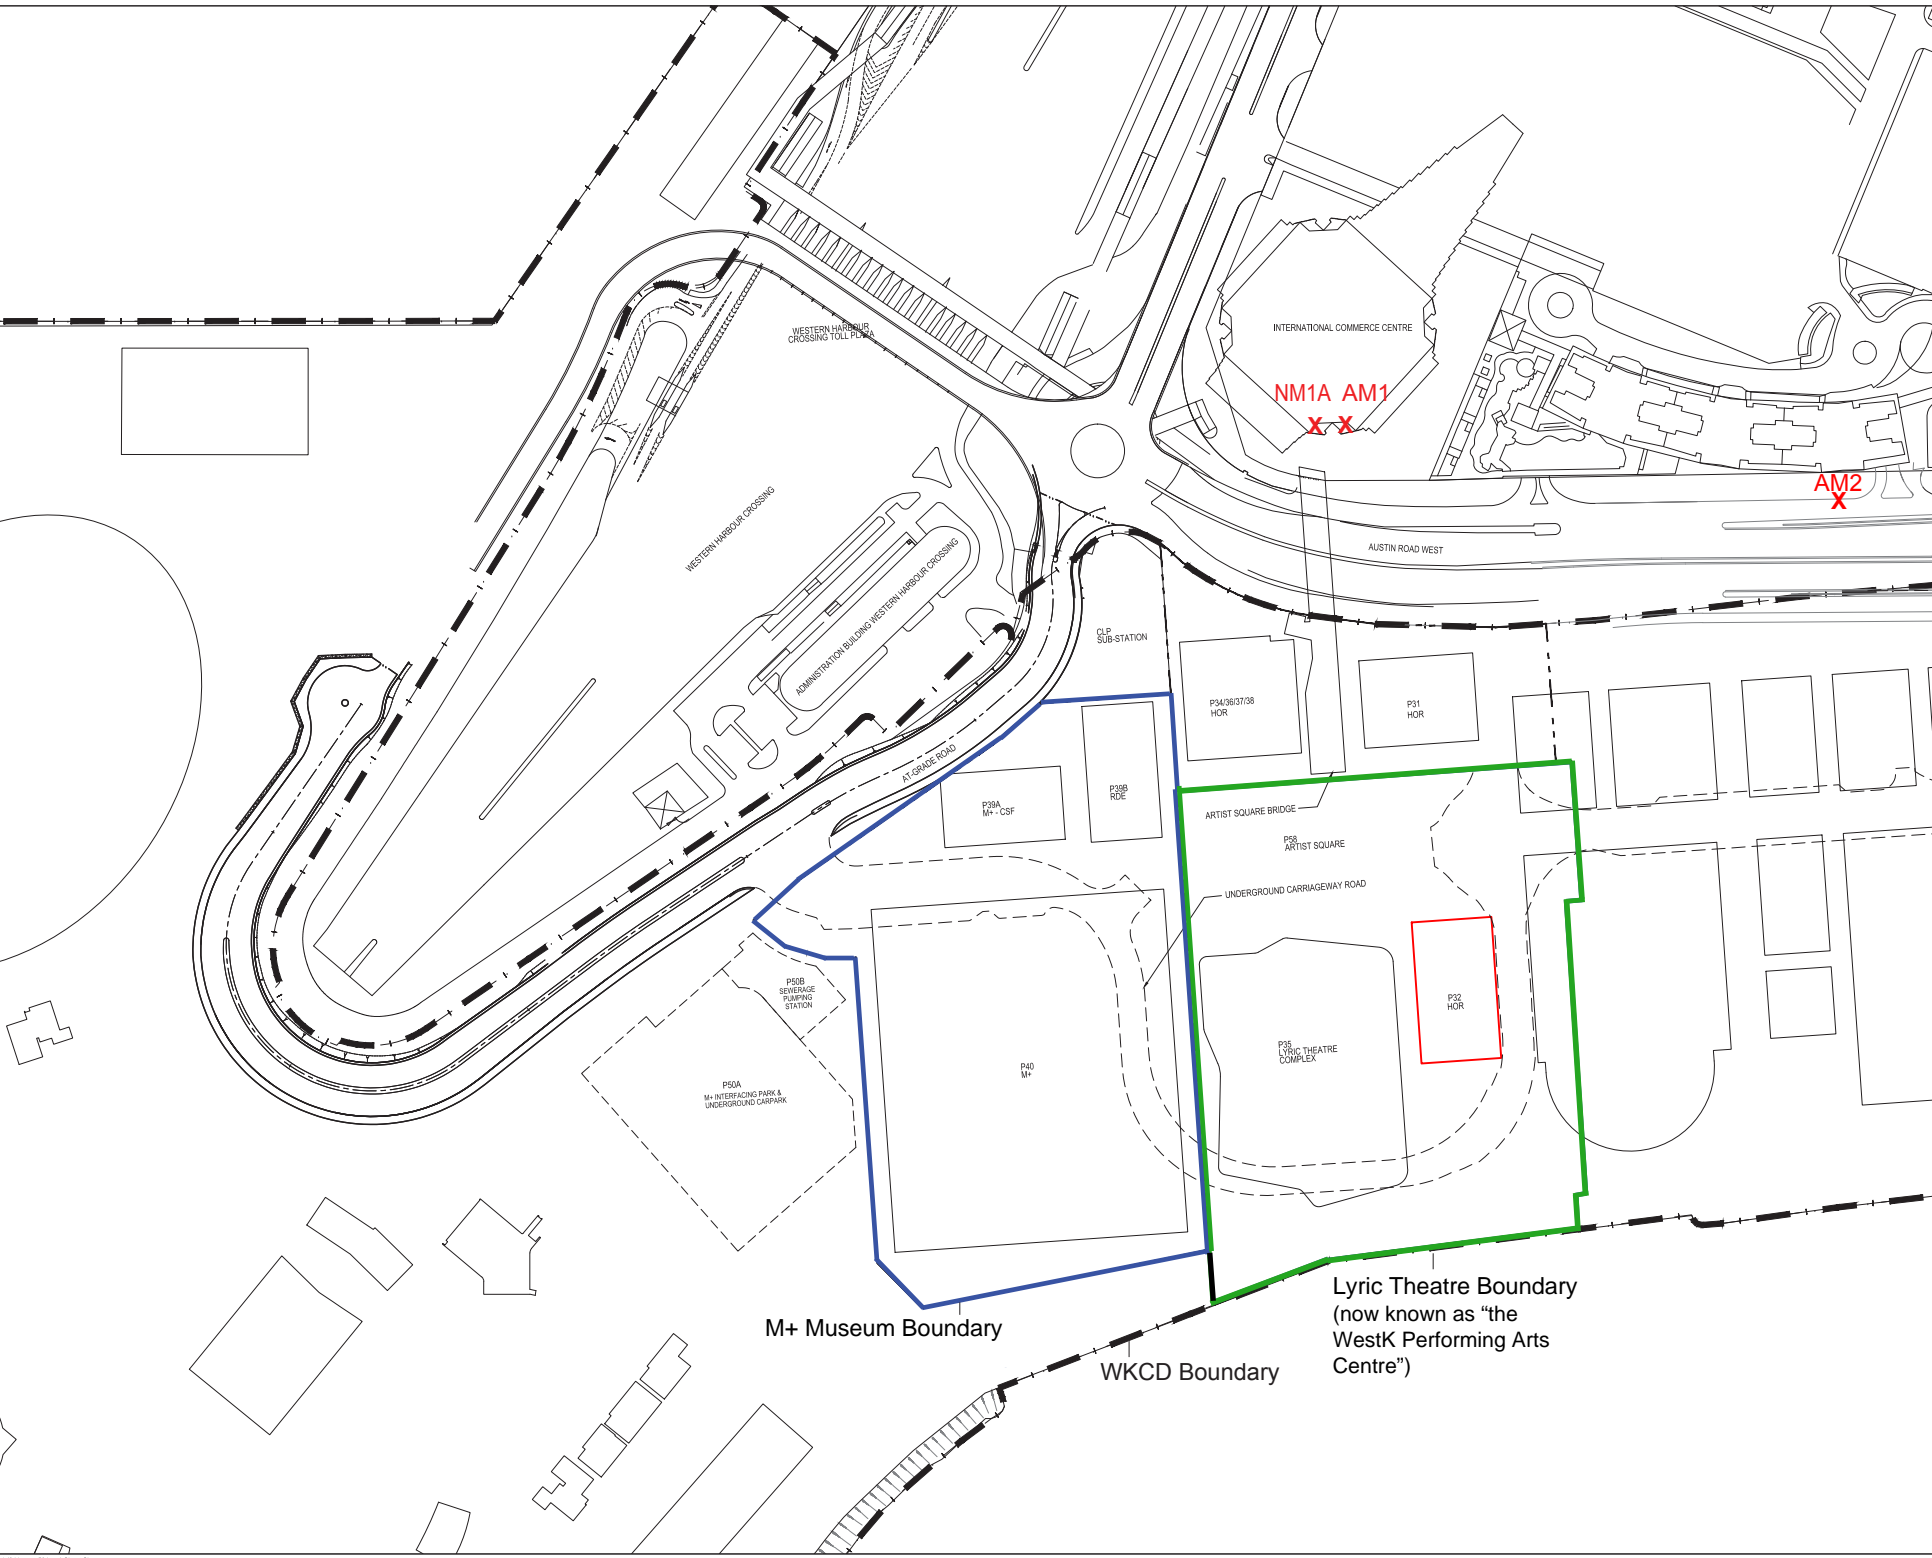 WESTERN HARBOUR
CROSSING TOLL PLAZA
INTERNATIONAL COMMERCE CENTRE
NM1A AM1
X X
AM2
X
WESTERN HARBOUR CROSSING
AUSTIN ROAD WEST
ADMINISTRATION BUILDING WESTERN HARBOUR CROSSING
CLP
SUB-STATION
P34/36/37/38
HOR
P31
HOR
AT-GRADE ROAD
P39A
M+ - CSF
P39B
RDE
ARTIST SQUARE BRIDGE
P58
ARTIST SQUARE
UNDERGROUND CARRIAGEWAY ROAD
P50B
SEWERAGE
PUMPING
STATION
P32
HOR
P35
LYRIC THEATRE
COMPLEX
P40
M+
P50A
M+ INTERFACING PARK &
UNDERGROUND CARPARK
Lyric Theatre Boundary
(now known as “the
WestK Performing Arts
Centre”)
M+ Museum Boundary
WKCD Boundary